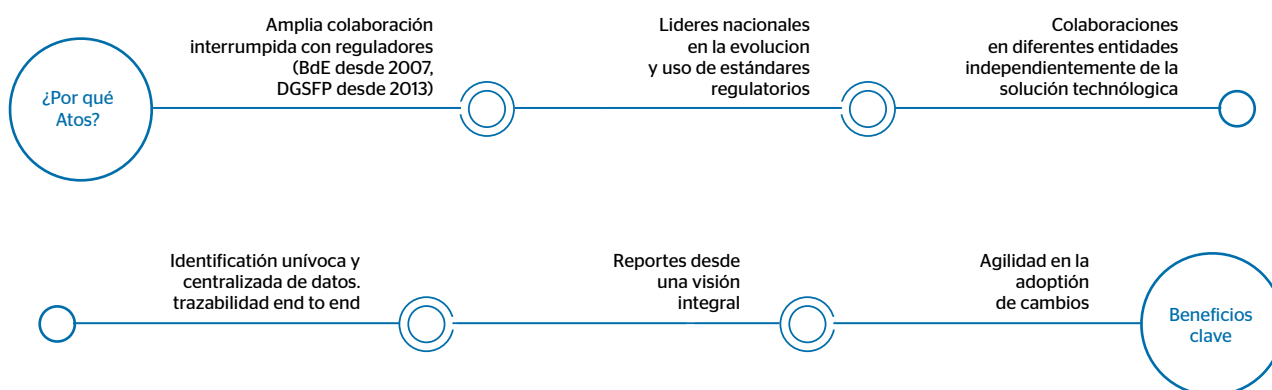 ¿Por qué
Atos?
Amplia colaboración
interrumpida con reguladores
(BdE desde 2007,
DGSFP desde 2013)
Lideres nacionales
en la evolucion
y uso de estándares
regulatorios
Colaboraciones
en diferentes entidades
independientemente de la
solución technólogica
Identificatión unívoca y
centralizada de datos.
trazabilidad end to end
Reportes desde
una visión
integral
Agilidad en la
adoptión
de cambios
Beneficios
clave